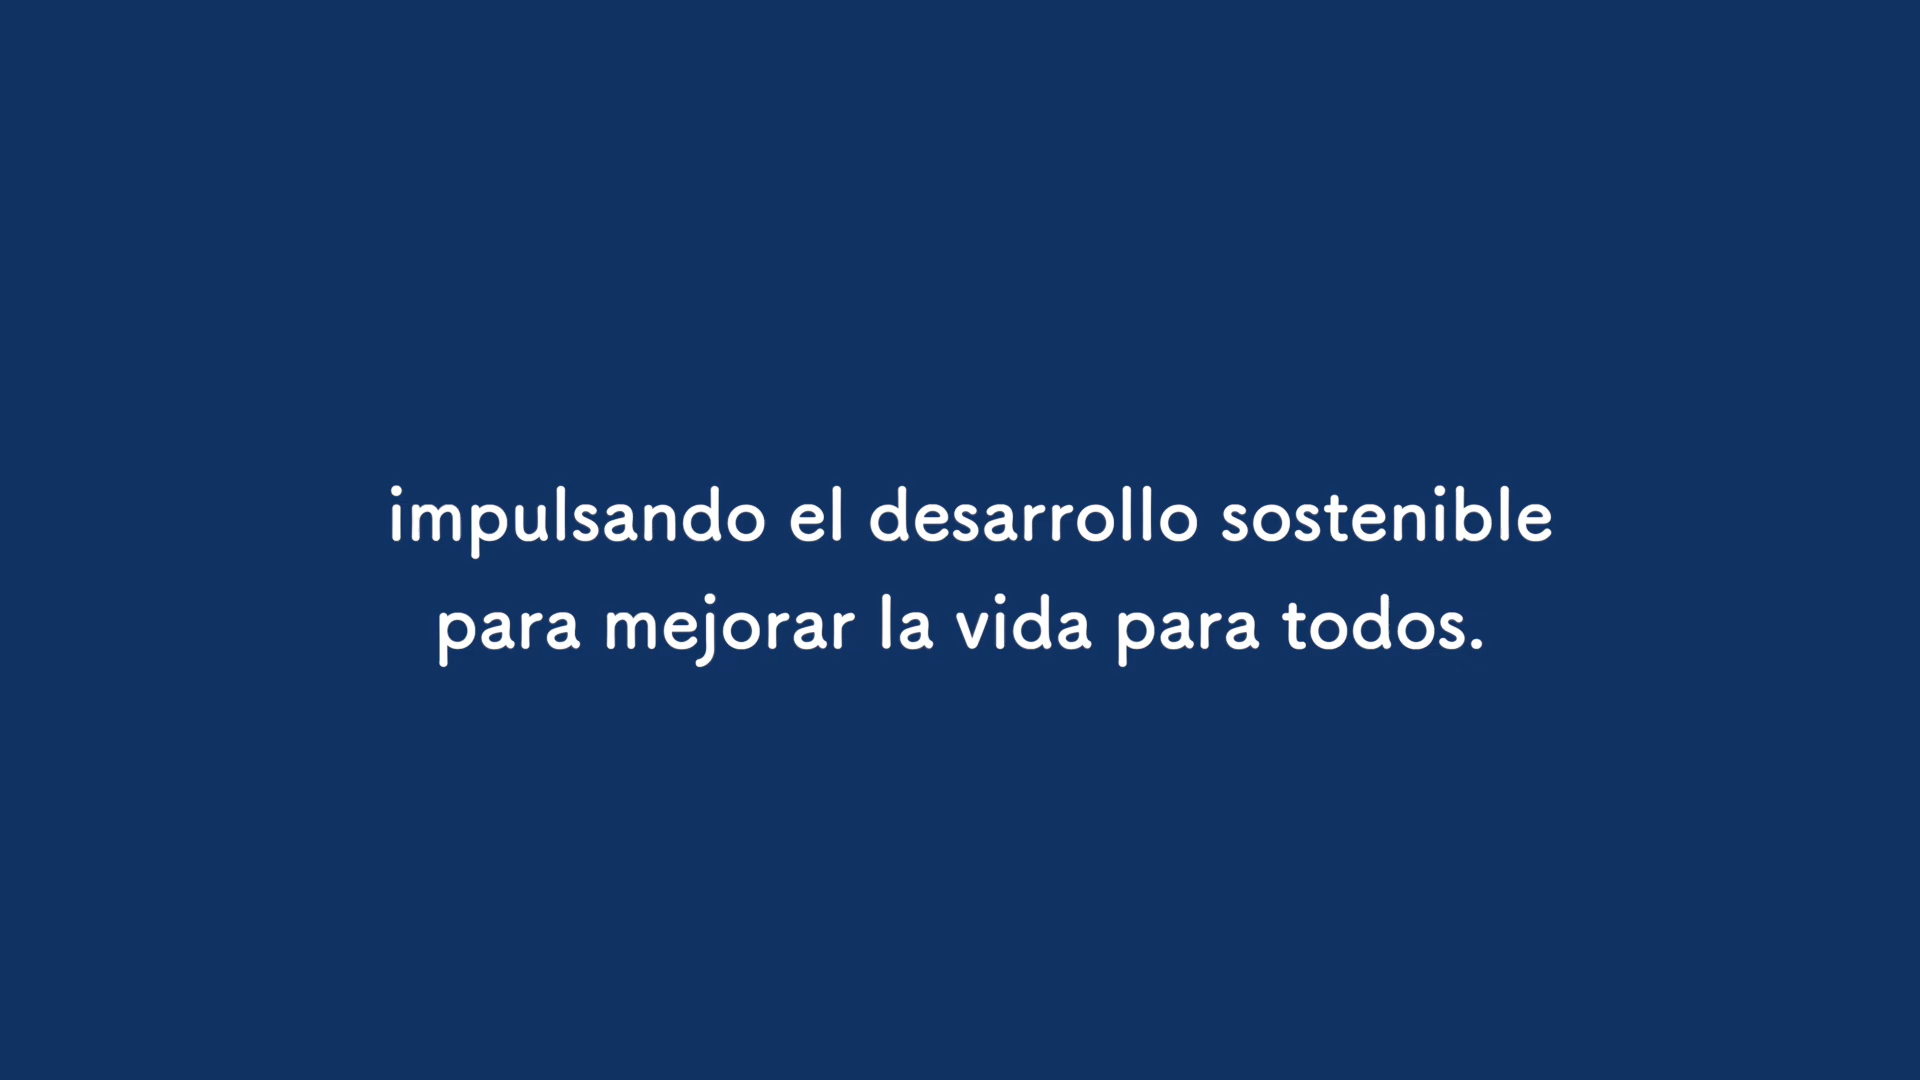 impulsando el desarrollo sostenible
para mejorar la vida para todos.